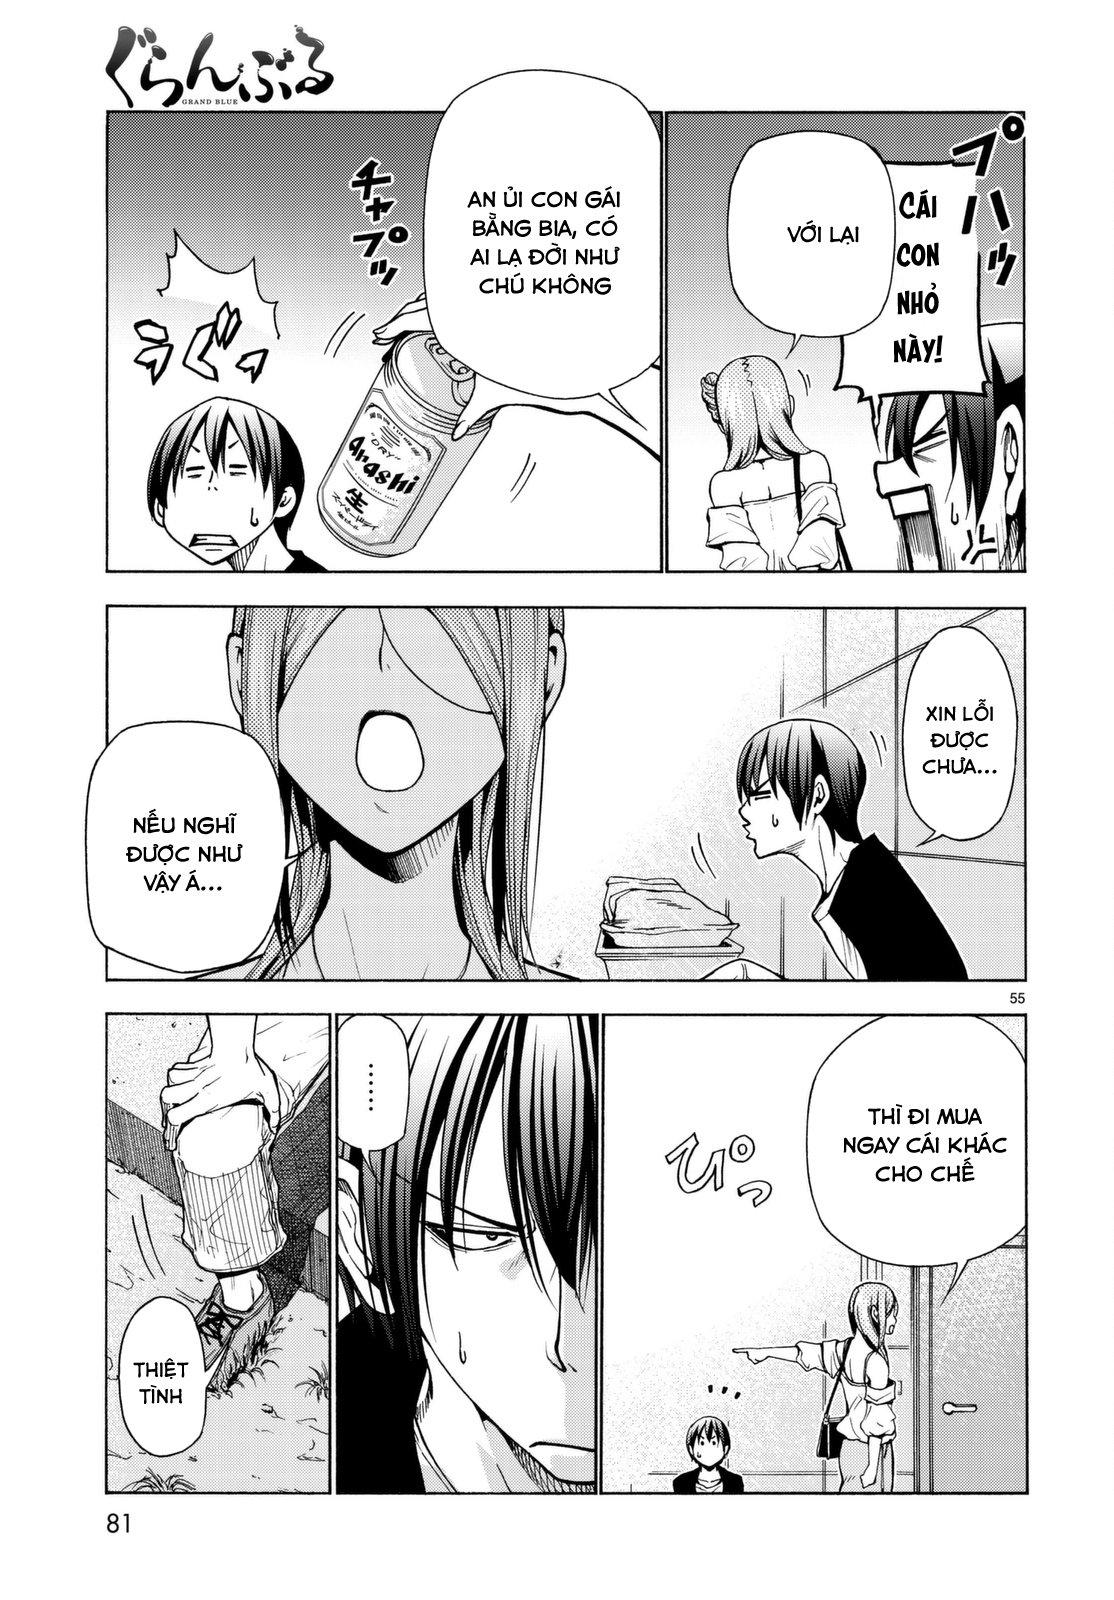 ぐらんぶる
GRAND BLUE
プハーッ
CÁI
CON
NHỎ
NÀY!
VỚI LẠI
AN ỦI CON GÁI
BẰNG BIA, CÓ
AI LẠ ĐỜI NHƯ
CHÚ KHÔNG
チャプッ
"DRY"
Arashi
生
うぐっ
XIN LỖI
ĐƯỢC
CHƯA...
NẾU NGHĨ
ĐƯỢC NHƯ
VẬY Á...
55
THÌ ĐI MUA
NGAY CÁI KHÁC
CHO CHẾ
ぴっ
........
THIỆT
TÌNH
81